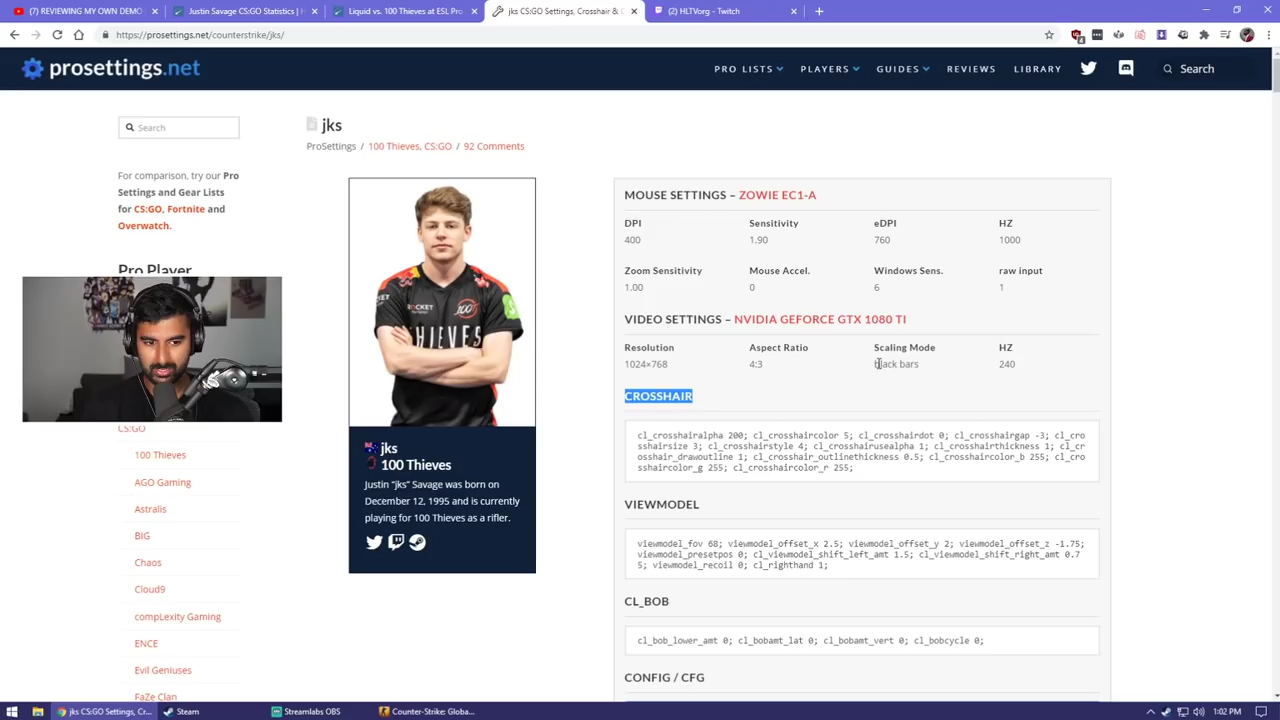 (2) REVIEWING MY OWN DEMO
Justin Savage CS:GO Statistics | H
Liquid vs. 100 Thieves at ESL Pro
jks CS:GO Settings, Crosshair & C
(2) HLTVorg - Twitch
https://prosettings.net/counterstrike/jks/
prosettings.net
PRO LISTS
PLAYERS
GUIDES
REVIEWS
LIBRARY
Search
Search
For comparison, try our Pro
Settings and Gear Lists
for CS:GO, Fortnite and
Overwatch.
Pro Player
CS:GO
100 Thieves
AGO Gaming
Astralis
BIG
Chaos
Cloud9
compLexity Gaming
ENCE
Evil Geniuses
FaZe Clan
jks
ProSettings / 100 Thieves, CS:GO / 92 Comments
ROCKET
THIEVES
jks
100 Thieves
Justin “jks” Savage was born on
December 12, 1995 and is currently
playing for 100 Thieves as a rifler.
MOUSE SETTINGS – ZOWIE EC1-A
DPI Sensitivity eDPI HZ
400 1.90 760 1000
Zoom Sensitivity Mouse Accel. Windows Sens. raw input
1.00 0 6 1
VIDEO SETTINGS – NVIDIA GEFORCE GTX 1080 TI
Resolution Aspect Ratio Scaling Mode HZ
1024×768 4:3 black bars 240
CROSSHAIR
cl_crosshairalpha 200; cl_crosshaircolor 5; cl_crosshairdot 0; cl_crosshairgap -3; cl_cro
sshairsize 3; cl_crosshairstyle 4; cl_crosshairusealpha 1; cl_crosshairthickness 1; cl_cr
osshair_drawoutline 1; cl_crosshair_outlinethickness 0.5; cl_crosshaircolor_b 255; cl_cro
sshaircolor_g 255; cl_crosshaircolor_r 255;
VIEWMODEL
viewmodel_fov 68; viewmodel_offset_x 2.5; viewmodel_offset_y 2; viewmodel_offset_z -1.75;
viewmodel_presetpos 0; cl_viewmodel_shift_left_amt 1.5; cl_viewmodel_shift_right_amt 0.7
5; viewmodel_recoil 0; cl_righthand 1;
CL_BOB
cl_bob_lower_amt 0; cl_bobamt_lat 0; cl_bobamt_vert 0; cl_bobcycle 0;
CONFIG / CFG
jks CS:GO Settings, Cr...
Steam
Streamlabs OBS
Counter-Strike: Globa...
1:02 PM